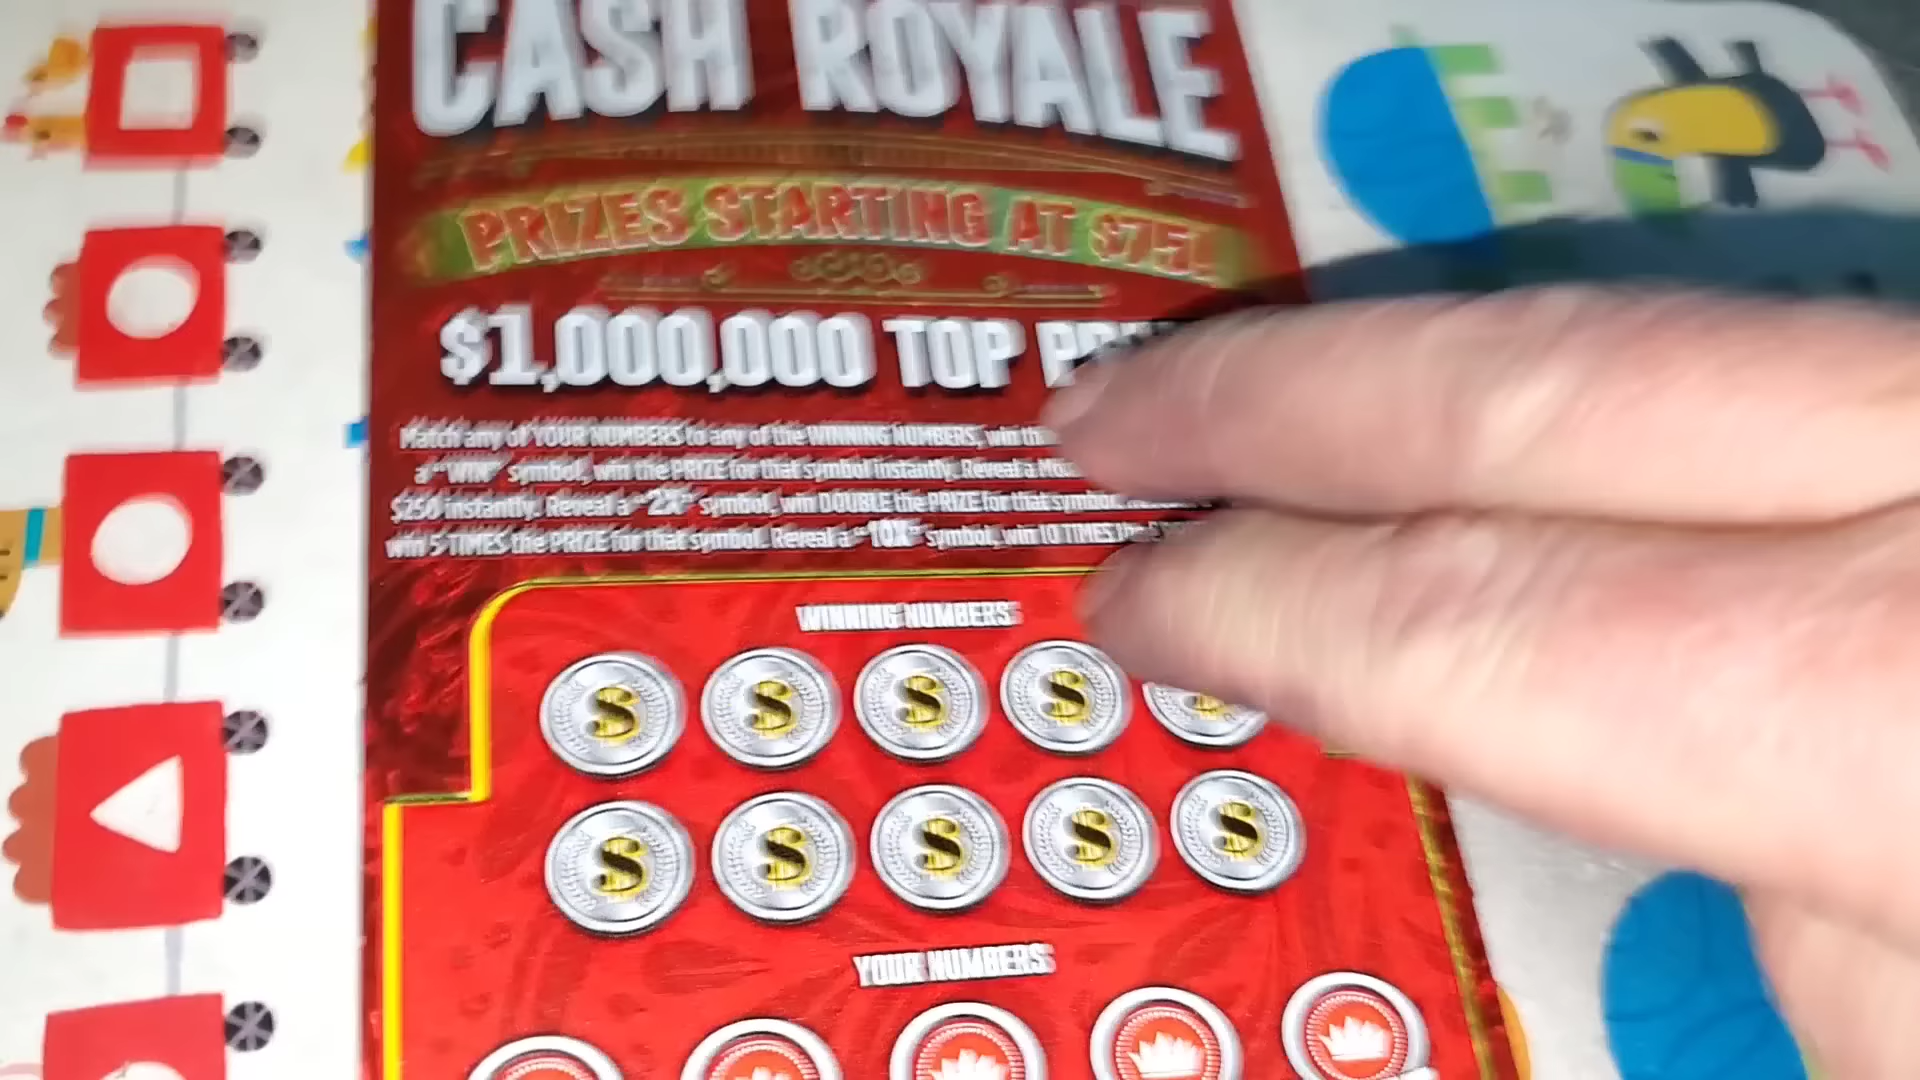 CASH ROYALE
PRIZES STARTING AT $75!
$1,000,000 TOP
Match any of YOUR NUMBERS to any of the WINNING NUMBERS, win
a "WIN" symbol, win the PRIZE for that symbol instantly. Reveal a
$250 instantly. Reveal a "2X" symbol, win DOUBLE the PRIZE for that symbol.
win 5 TIMES the PRIZE for that symbol. Reveal a "10X" symbol, win 10 TIMES
WINNING NUMBERS
$ $ $ $ $
$ $ $ $ $
YOUR NUMBERS